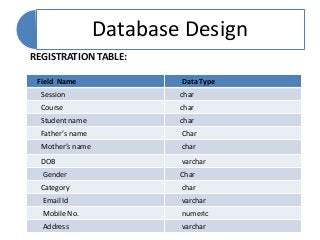 Database Design
REGISTRATION TABLE:
Field Name Data Type
Session char
Course char
Student name char
Father's name Char
Mother's name char
DOB varchar
Gender Char
Category char
Email Id varchar
Mobile No. numeric
Address varchar